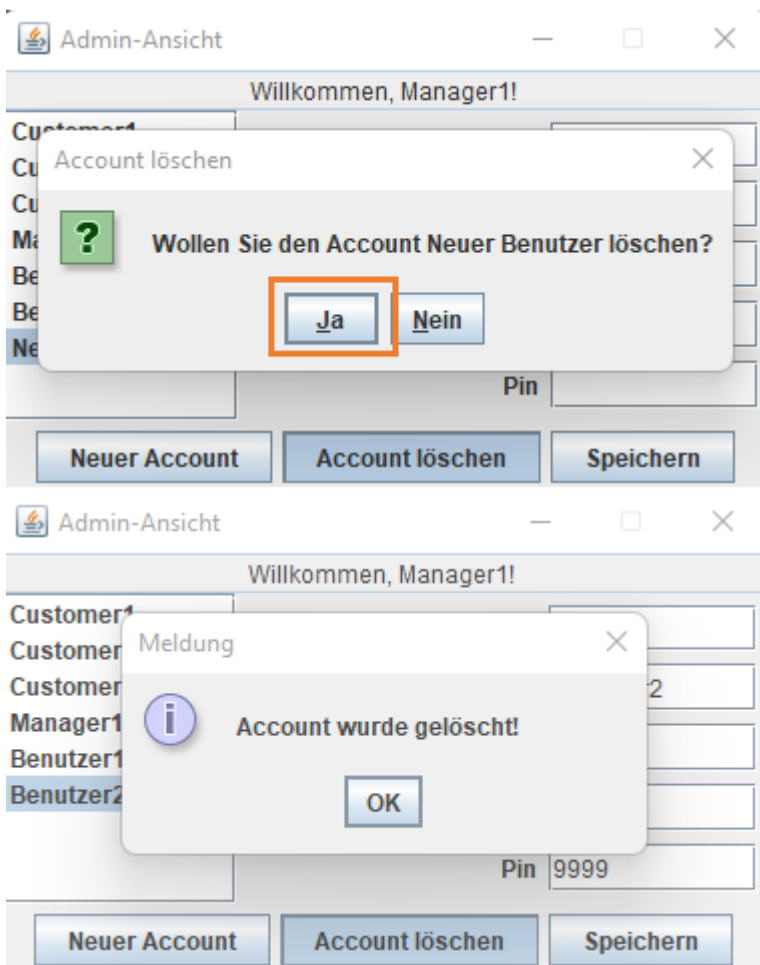 Admin-Ansicht
Willkommen, Manager1!
Account löschen
?
Wollen Sie den Account Neuer Benutzer löschen?
Ja Nein
Pin
Neuer Account Account löschen Speichern
Admin-Ansicht
Willkommen, Manager1!
Customer1
Customer
Customer
Manager1
Benutzer1
Benutzer2
Meldung
i
Account wurde gelöscht!
OK
Pin 9999
Neuer Account Account löschen Speichern